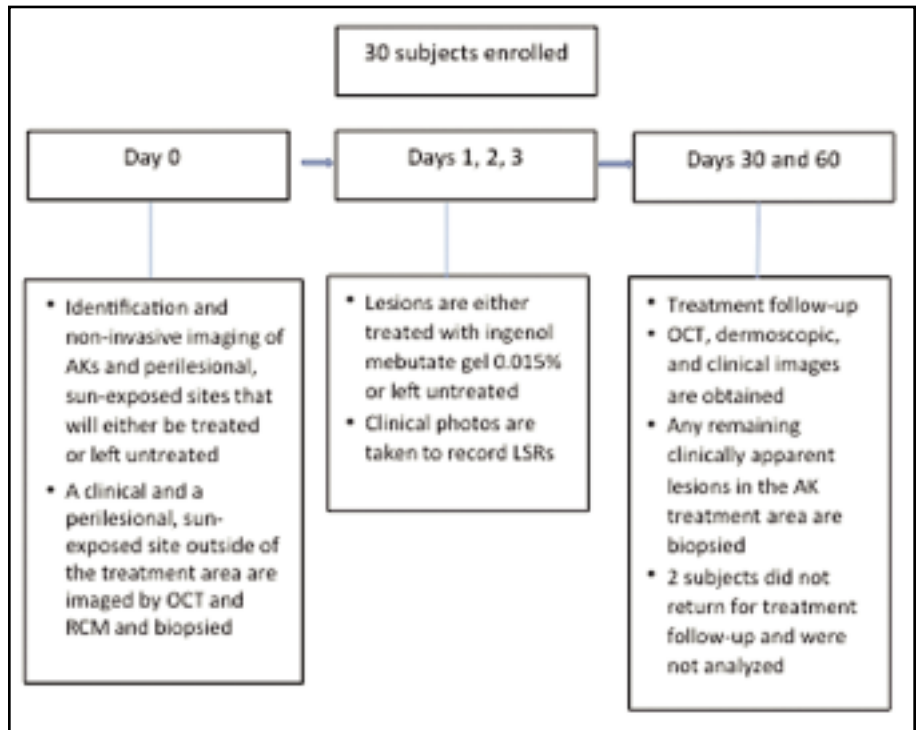 30 subjects enrolled
Day 0
Days 1, 2, 3
Days 30 and 60
• Identification and
non-invasive imaging of
AKs and perilesional,
sun-exposed sites that
will either be treated
or left untreated
• A clinical and a
perilesional, sun-
exposed site outside of
the treatment area are
imaged by OCT and
RCM and biopsied
• Lesions are either
treated with ingenol
mebutate gel 0.015%
or left untreated
• Clinical photos are
taken to record LSRs
• Treatment follow-up
• OCT, dermoscopic,
and clinical images
are obtained
• Any remaining
clinically apparent
lesions in the AK
treatment area are
biopsied
• 2 subjects did not
return for treatment
follow-up and were
not analyzed